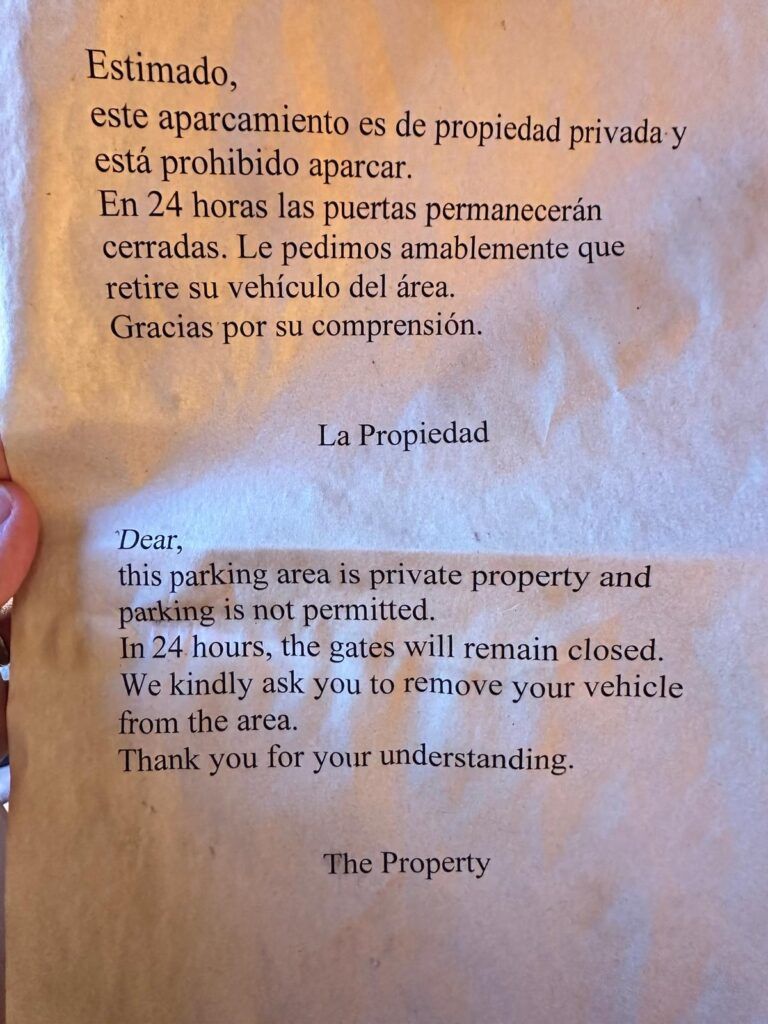 Estimado,
este aparcamiento es de propiedad privada y
está prohibido aparcar.
En 24 horas las puertas permanecerán
cerradas. Le pedimos amablemente que
retire su vehículo del área.
Gracias por su comprensión.
La Propiedad
Dear,
this parking area is private property and
parking is not permitted.
In 24 hours, the gates will remain closed.
We kindly ask you to remove your vehicle
from the area.
Thank you for your understanding.
The Property